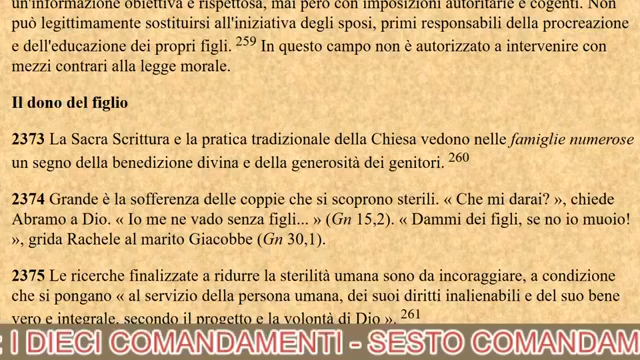 un'informazione obiettiva e rispettosa, mai però con imposizioni autoritarie e cogenti. Non
può legittimamente sostituirsi all'iniziativa degli sposi, primi responsabili della procreazione
e dell'educazione dei propri figli. 259 In questo campo non è autorizzato a intervenire con
mezzi contrari alla legge morale.
Il dono del figlio
2373 La Sacra Scrittura e la pratica tradizionale della Chiesa vedono nelle famiglie numerose
un segno della benedizione divina e della generosità dei genitori. 260
2374 Grande è la sofferenza delle coppie che si scoprono sterili. « Che mi darai? », chiede
Abramo a Dio. « Io me ne vado senza figli... » (Gn 15,2). « Dammi dei figli, se no io muoio!
», grida Rachele al marito Giacobbe (Gn 30,1).
2375 Le ricerche finalizzate a ridurre la sterilità umana sono da incoraggiare, a condizione
che si pongano « al servizio della persona umana, dei suoi diritti inalienabili e del suo bene
vero e integrale, secondo il progetto e la volontà di Dio ». 261
: I DIECI COMANDAMENTI - SESTO COMANDAM